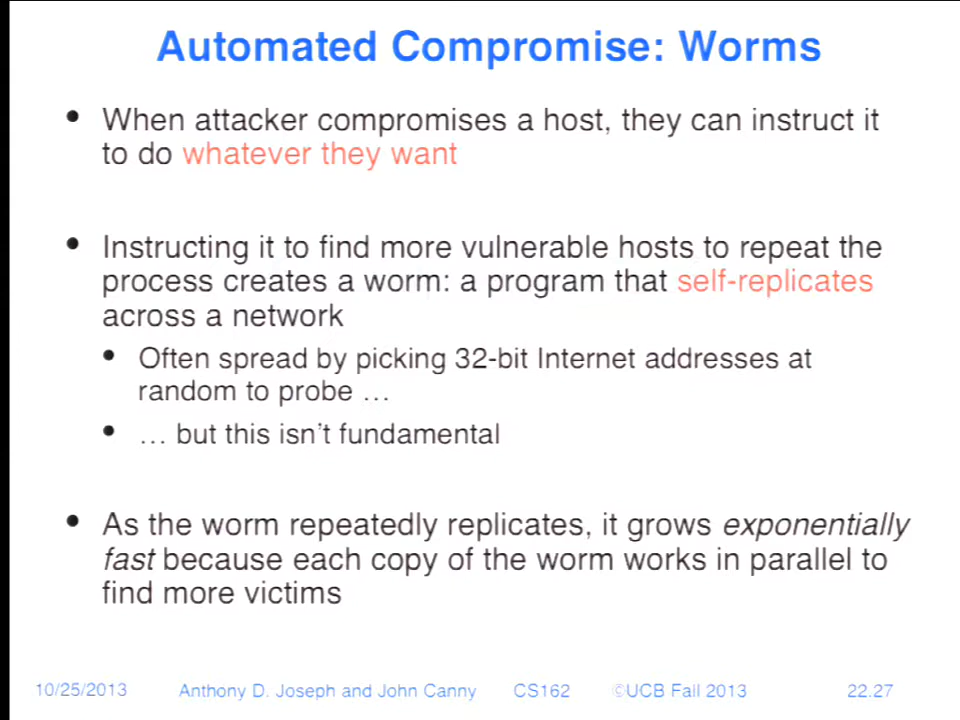 Automated Compromise: Worms
• When attacker compromises a host, they can instruct it
to do whatever they want
• Instructing it to find more vulnerable hosts to repeat the
process creates a worm: a program that self-replicates
across a network
• Often spread by picking 32-bit Internet addresses at
random to probe …
• … but this isn't fundamental
• As the worm repeatedly replicates, it grows exponentially
fast because each copy of the worm works in parallel to
find more victims
10/25/2013 Anthony D. Joseph and John Canny CS162 ©UCB Fall 2013 22.27